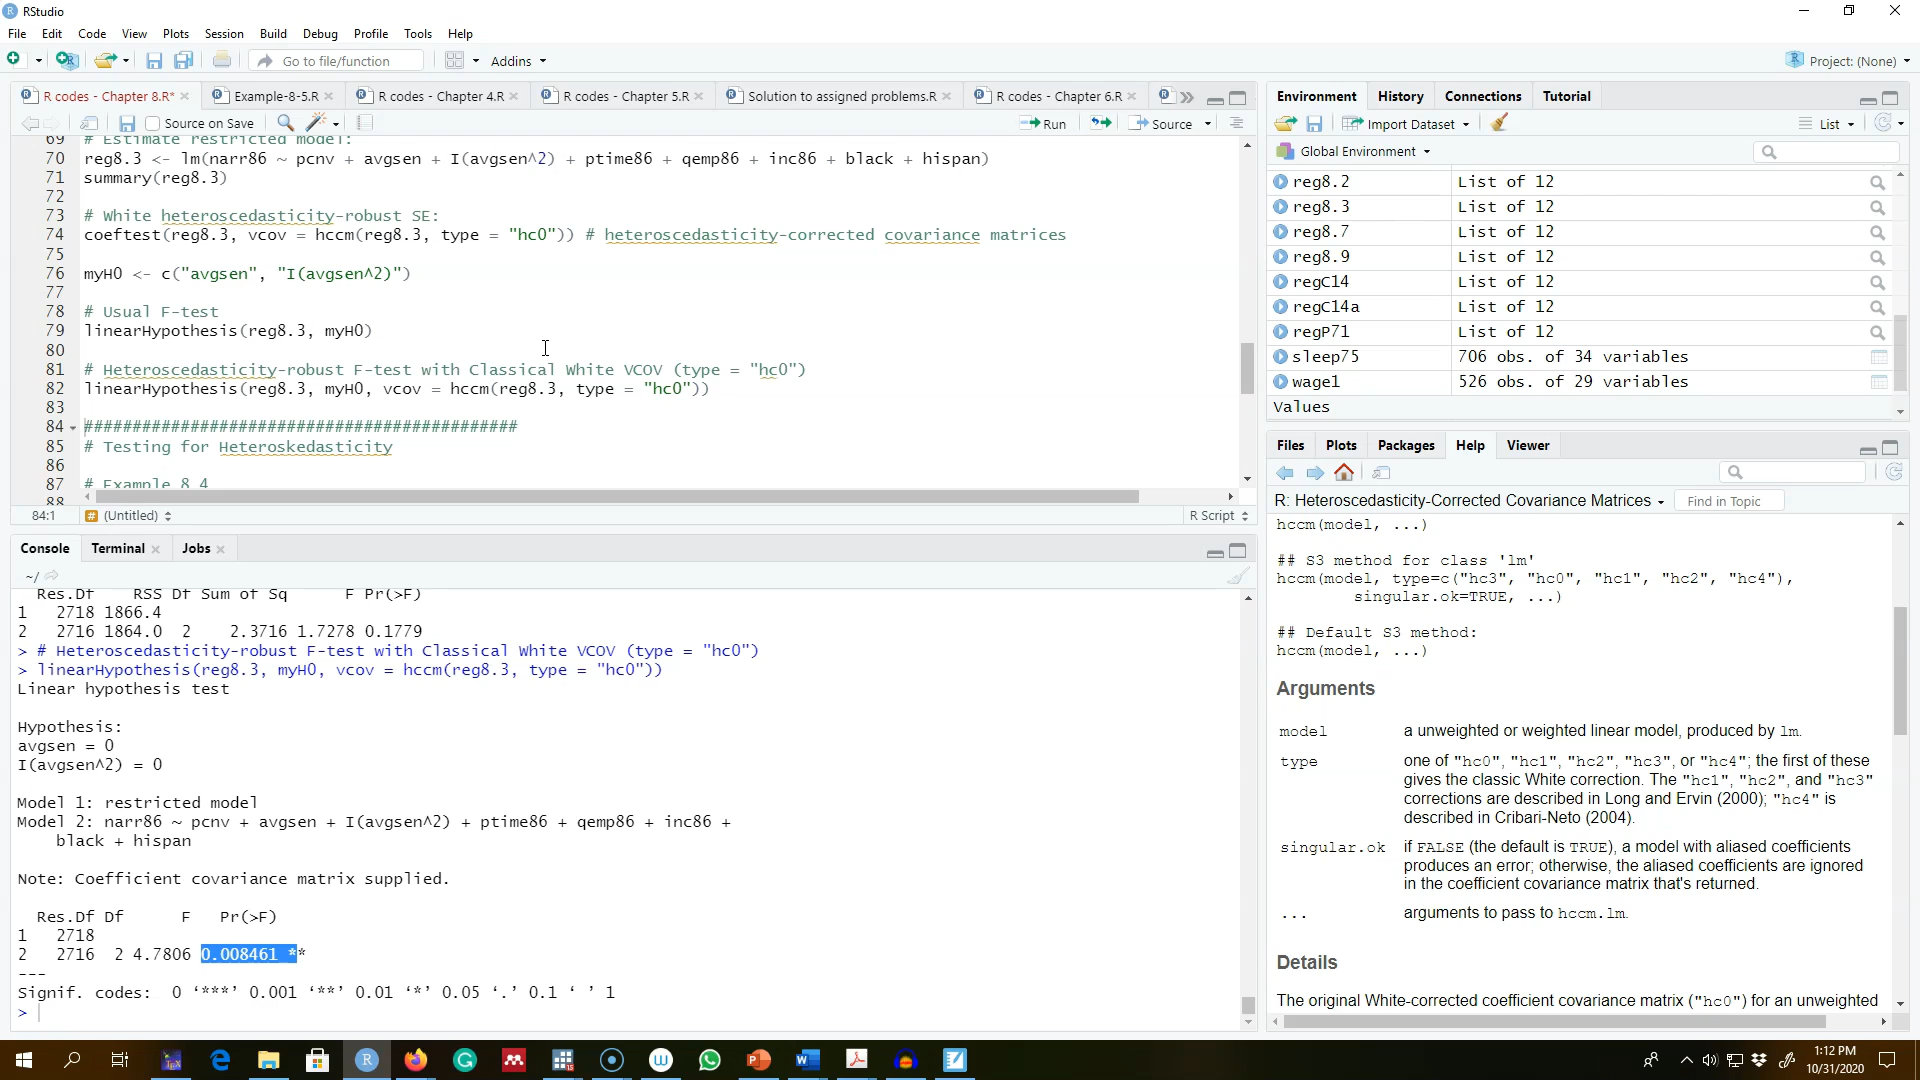 RStudio
File Edit Code View Plots Session Build Debug Profile Tools Help
Go to file/function Addins Project: (None)
R codes - Chapter 8.R* Example-8-5.R R codes - Chapter 4.R R codes - Chapter 5.R Solution to assigned problems.R R codes - Chapter 6.R
Source on Save Run Source
69 # Estimate restricted model:
70 reg8.3 <- lm(narr86 ~ pcnv + avgsen + I(avgsen^2) + ptime86 + qemp86 + inc86 + black + hispan)
71 summary(reg8.3)
72
73 # White heteroscedasticity-robust SE:
74 coeftest(reg8.3, vcov = hccm(reg8.3, type = "hc0")) # heteroscedasticity-corrected covariance matrices
75
76 myH0 <- c("avgsen", "I(avgsen^2)")
77
78 # Usual F-test
79 linearHypothesis(reg8.3, myH0)
80
81 # Heteroscedasticity-robust F-test with Classical White VCOV (type = "hc0")
82 linearHypothesis(reg8.3, myH0, vcov = hccm(reg8.3, type = "hc0"))
83
84 #############################################
85 # Testing for Heteroskedasticity
86
87 # Example 8.4
88
84:1 (Untitled) R Script
Console Terminal Jobs
~/
Res.Df RSS Df Sum of Sq F Pr(>F)
1 2718 1866.4
2 2716 1864.0 2 2.3716 1.7278 0.1779
> # Heteroscedasticity-robust F-test with Classical White VCOV (type = "hc0")
> linearHypothesis(reg8.3, myH0, vcov = hccm(reg8.3, type = "hc0"))
Linear hypothesis test
Hypothesis:
avgsen = 0
I(avgsen^2) = 0
Model 1: restricted model
Model 2: narr86 ~ pcnv + avgsen + I(avgsen^2) + ptime86 + qemp86 + inc86 +
black + hispan
Note: Coefficient covariance matrix supplied.
Res.Df Df F Pr(>F)
1 2718
2 2716 2 4.7806 0.008461 **
---
Signif. codes: 0 ‘***’ 0.001 ‘**’ 0.01 ‘*’ 0.05 ‘.’ 0.1 ‘ ’ 1
>
Environment History Connections Tutorial
Import Dataset List
Global Environment
reg8.2 List of 12
reg8.3 List of 12
reg8.7 List of 12
reg8.9 List of 12
regC14 List of 12
regC14a List of 12
regP71 List of 12
sleep75 706 obs. of 34 variables
wage1 526 obs. of 29 variables
Values
Files Plots Packages Help Viewer
R: Heteroscedasticity-Corrected Covariance Matrices Find in Topic
hccm(model, ...)
## S3 method for class 'lm'
hccm(model, type=c("hc3", "hc0", "hc1", "hc2", "hc4"),
singular.ok=TRUE, ...)
## Default S3 method:
hccm(model, ...)
Arguments
model a unweighted or weighted linear model, produced by lm.
type one of "hc0", "hc1", "hc2", "hc3", or "hc4"; the first of these
gives the classic White correction. The "hc1", "hc2", and "hc3"
corrections are described in Long and Ervin (2000); "hc4" is
described in Cribari-Neto (2004).
singular.ok if FALSE (the default is TRUE), a model with aliased coefficients
produces an error; otherwise, the aliased coefficients are ignored
in the coefficient covariance matrix that's returned.
... arguments to pass to hccm.lm.
Details
The original White-corrected coefficient covariance matrix ("hc0") for an unweighted
1:12 PM
10/31/2020